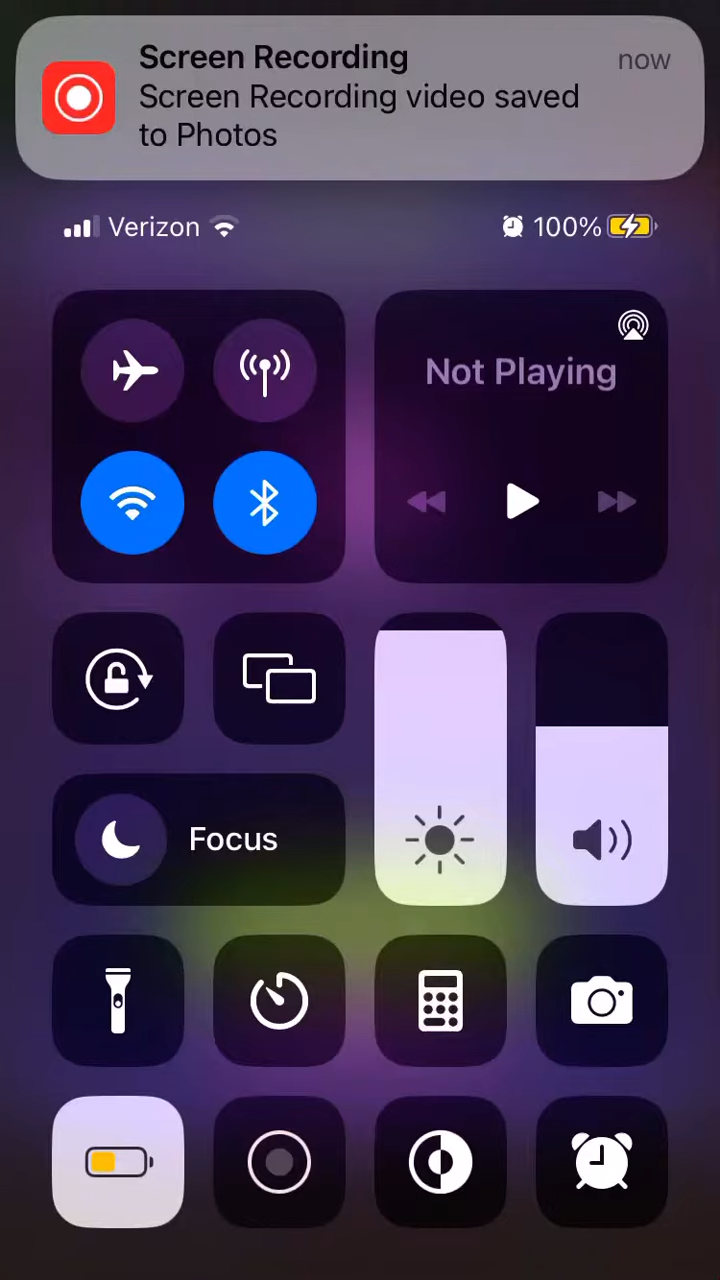 Screen Recording
now
Screen Recording video saved
to Photos
Verizon
100%
Not Playing
Focus